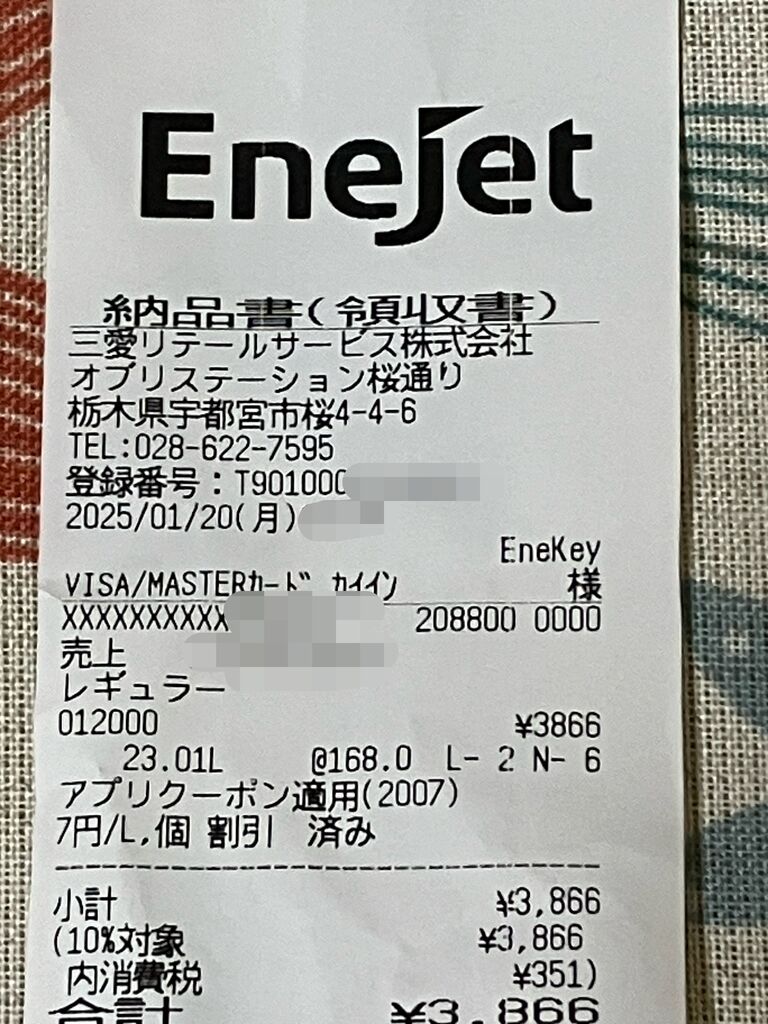 Enejet
納品書(領収書)
三愛リテールサービス株式会社
オブリステーション桜通り
栃木県宇都宮市桜4-4-6
TEL:028-622-7595
登録番号：T901000
2025/01/20(月)
EneKey
VISA/MASTERｶｰﾄﾞ ｶｲｲﾝ 様
XXXXXXXXXX 208800 0000
売上
レギュラー
012000 ¥3866
23.01L @168.0 L- 2 N- 6
アプリクーポン適用(2007)
7円/L,個 割引 済み
小計 ¥3,866
(10%対象 ¥3,866
内消費税 ¥351)
合計 ¥3,866